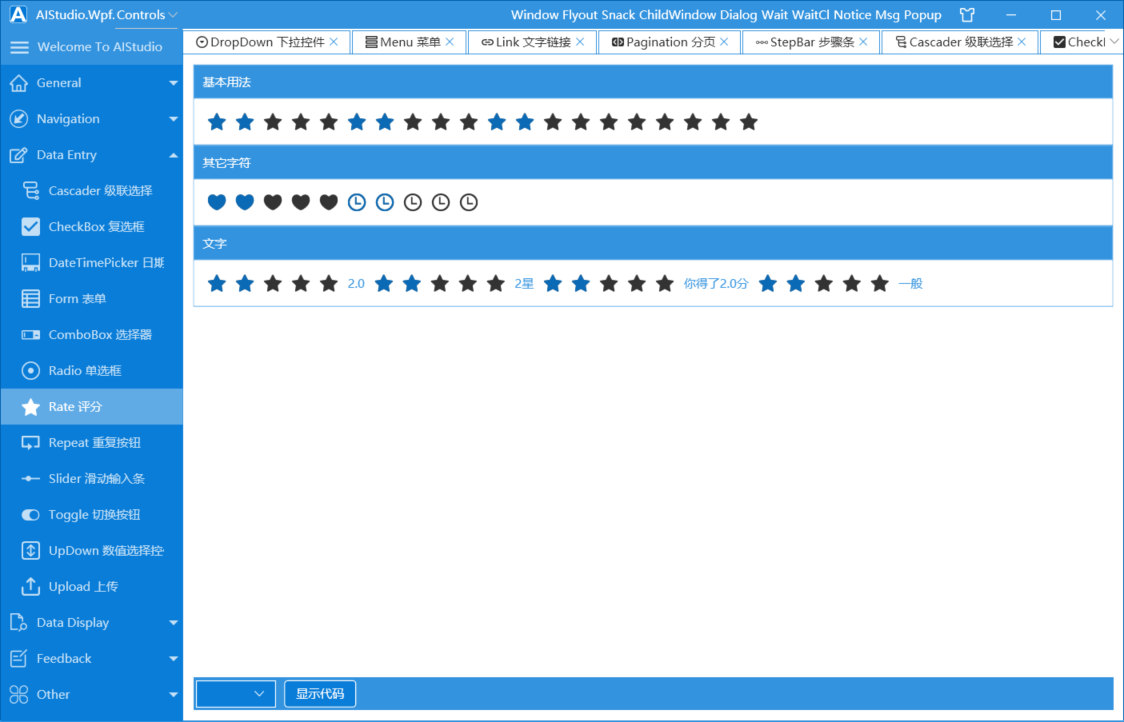 AIStudio.Wpf.Controls
Window Flyout Snack ChildWindow Dialog Wait WaitCl Notice Msg Popup
Welcome To AIStudio
DropDown 下拉控件
Menu 菜单
Link 文字链接
Pagination 分页
StepBar 步骤条
Cascader 级联选择
General
Navigation
Data Entry
Cascader 级联选择
CheckBox 复选框
DateTimePicker 日期
Form 表单
ComboBox 选择器
Radio 单选框
Rate 评分
Repeat 重复按钮
Slider 滑动输入条
Toggle 切换按钮
UpDown 数值选择控
Upload 上传
Data Display
Feedback
Other
基本用法
其它字符
文字
2.0
2星
你得了2.0分
一般
显示代码